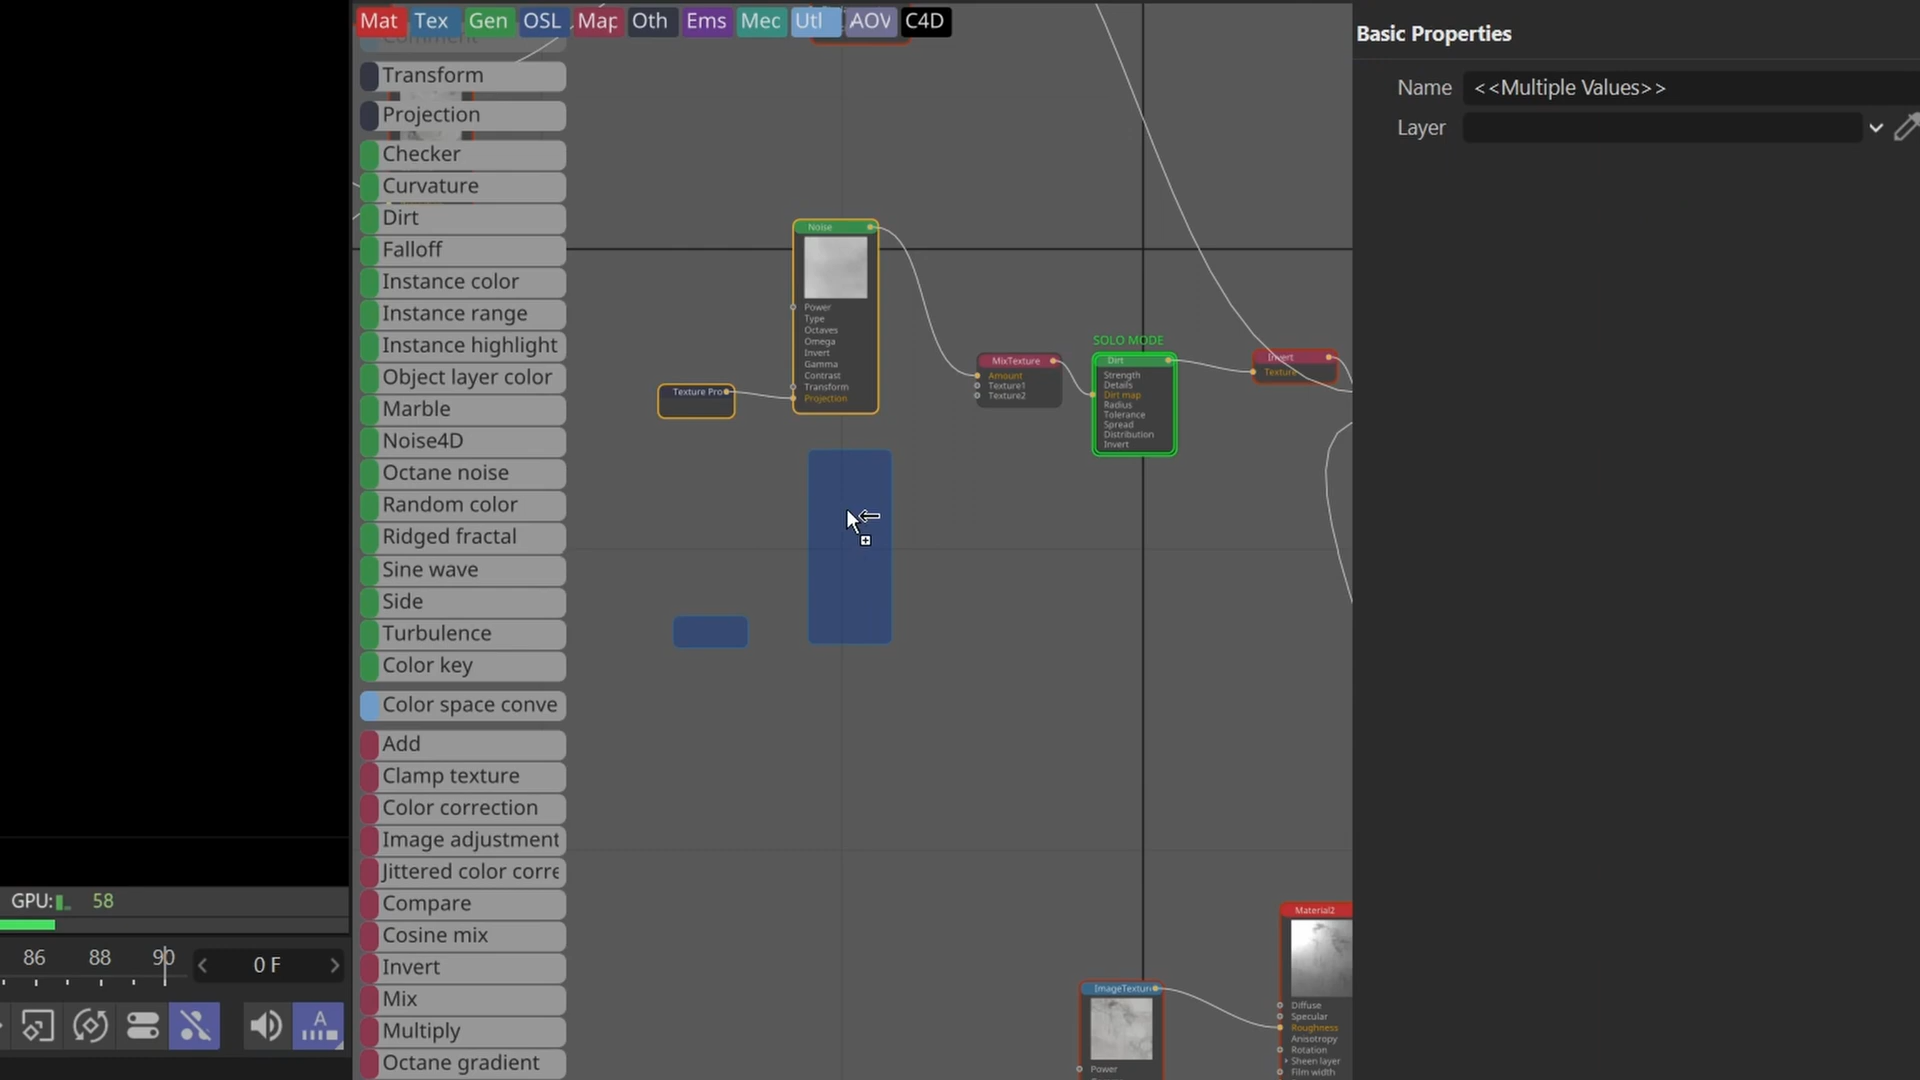 Mat Tex Gen OSL Map Oth Ems Mec Utl AOV C4D
Comment
Transform
Projection
Checker
Curvature
Dirt
Falloff
Instance color
Instance range
Instance highlight
Object layer color
Marble
Noise4D
Octane noise
Random color
Ridged fractal
Sine wave
Side
Turbulence
Color key
Color space conve
Add
Clamp texture
Color correction
Image adjustment
Jittered color corre
Compare
Cosine mix
Invert
Mix
Multiply
Octane gradient
Noise
Power
Type
Octaves
Omega
Invert
Gamma
Contrast
Transform
Projection
Texture Pro
MixTexture
Amount
Texture1
Texture2
SOLO MODE
Dirt
Strength
Details
Dirt map
Radius
Tolerance
Spread
Distribution
Invert
Invert
Texture
ImageTexture
Power
Material2
Diffuse
Specular
Roughness
Anisotropy
Rotation
Sheen layer
Film width
Basic Properties
Name <<Multiple Values>>
Layer
GPU: 58
86 88 90 0 F
A